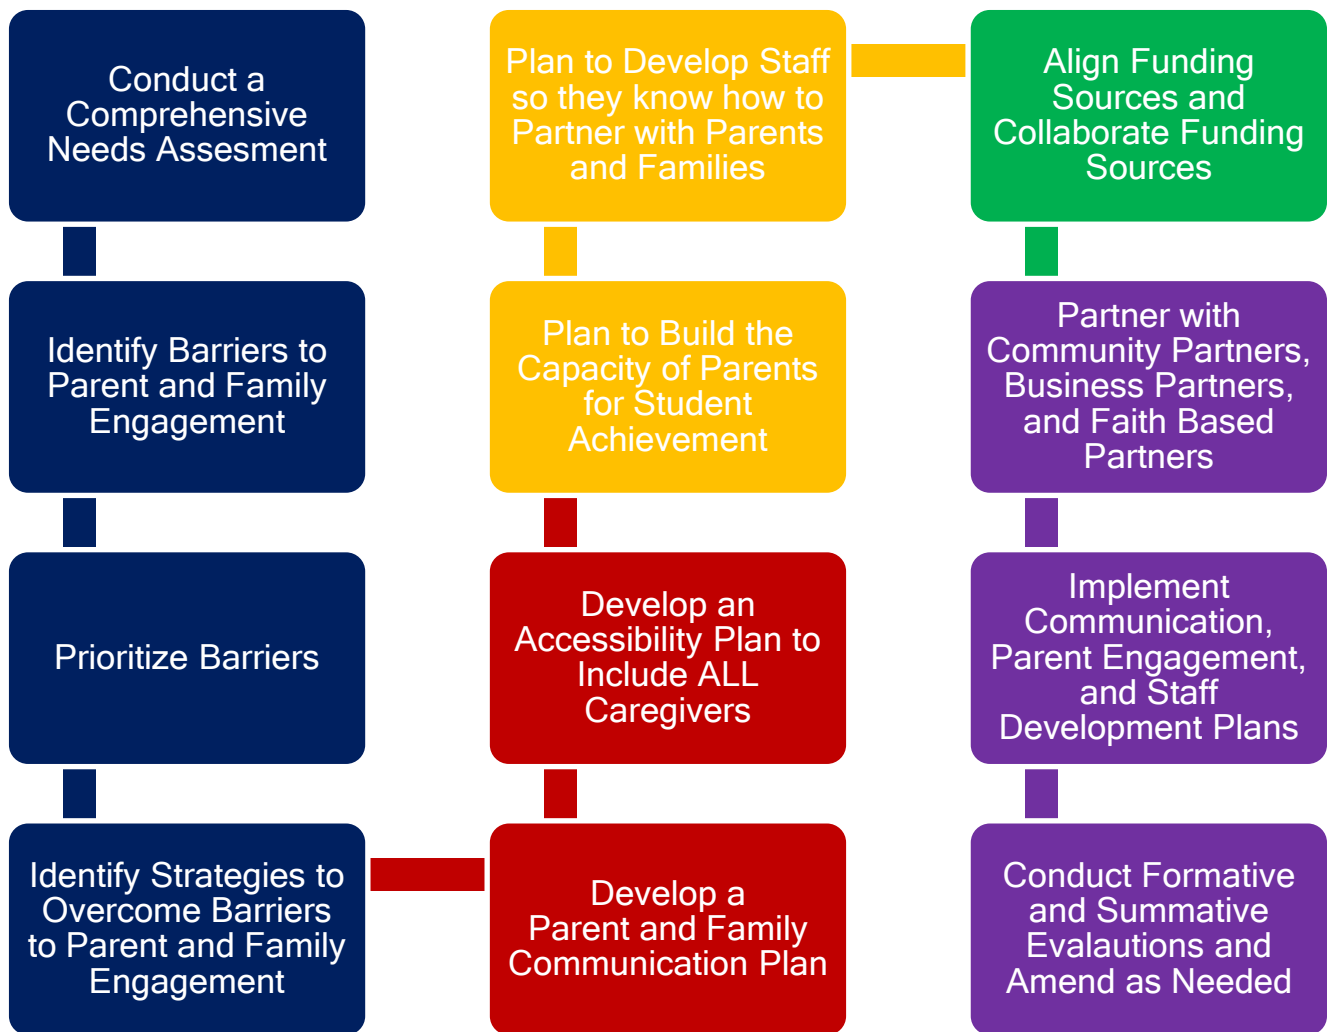 Conduct a
Comprehensive
Needs Assesment
Identify Barriers to
Parent and Family
Engagement
Prioritize Barriers
Identify Strategies to
Overcome Barriers
to Parent and Family
Engagement
Develop a
Parent and Family
Communication Plan
Develop an
Accessibility Plan to
Include ALL
Caregivers
Plan to Build the
Capacity of Parents
for Student
Achievement
Plan to Develop Staff
so they know how to
Partner with Parents
and Families
Align Funding
Sources and
Collaborate Funding
Sources
Partner with
Community Partners,
Business Partners,
and Faith Based
Partners
Implement
Communication,
Parent Engagement,
and Staff
Development Plans
Conduct Formative
and Summative
Evalautions and
Amend as Needed